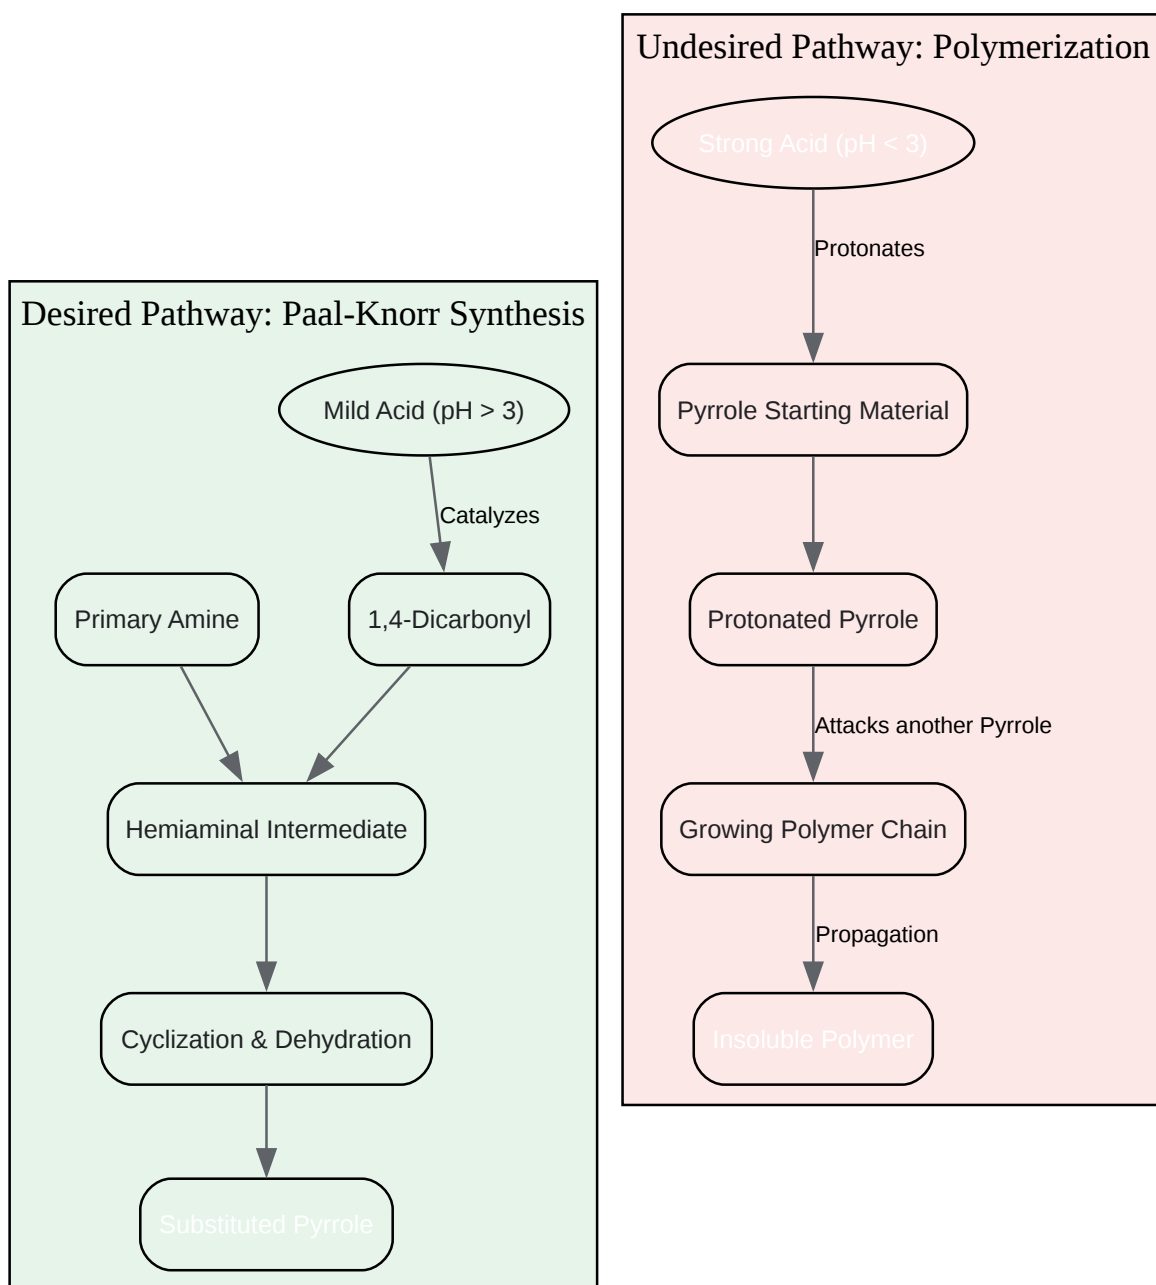 Desired Pathway: Paal-Knorr Synthesis
Mild Acid (pH > 3)
Catalyzes
Primary Amine
1,4-Dicarbonyl
Hemiaminal Intermediate
Cyclization & Dehydration
Substituted Pyrrole
Undesired Pathway: Polymerization
Strong Acid (pH < 3)
Protonates
Pyrrole Starting Material
Protonated Pyrrole
Attacks another Pyrrole
Growing Polymer Chain
Propagation
Insoluble Polymer